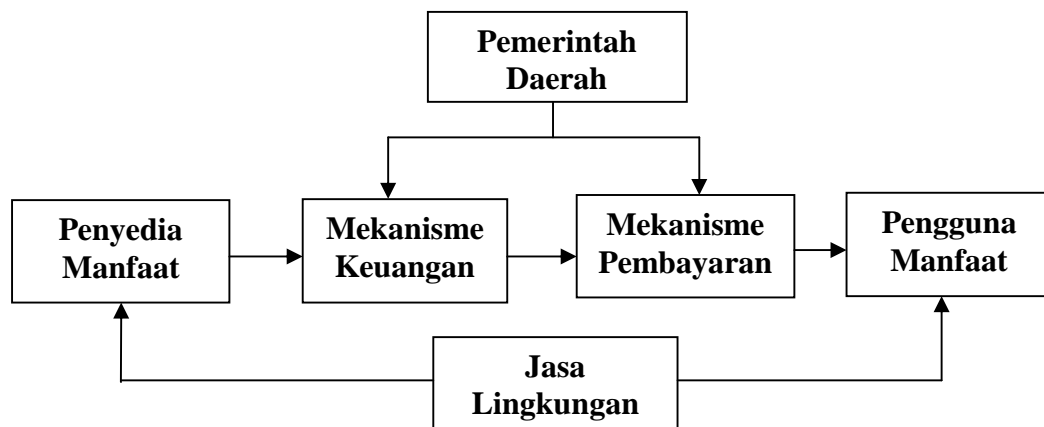 Pemerintah
Daerah
Penyedia
Manfaat
Mekanisme
Keuangan
Mekanisme
Pembayaran
Pengguna
Manfaat
Jasa
Lingkungan